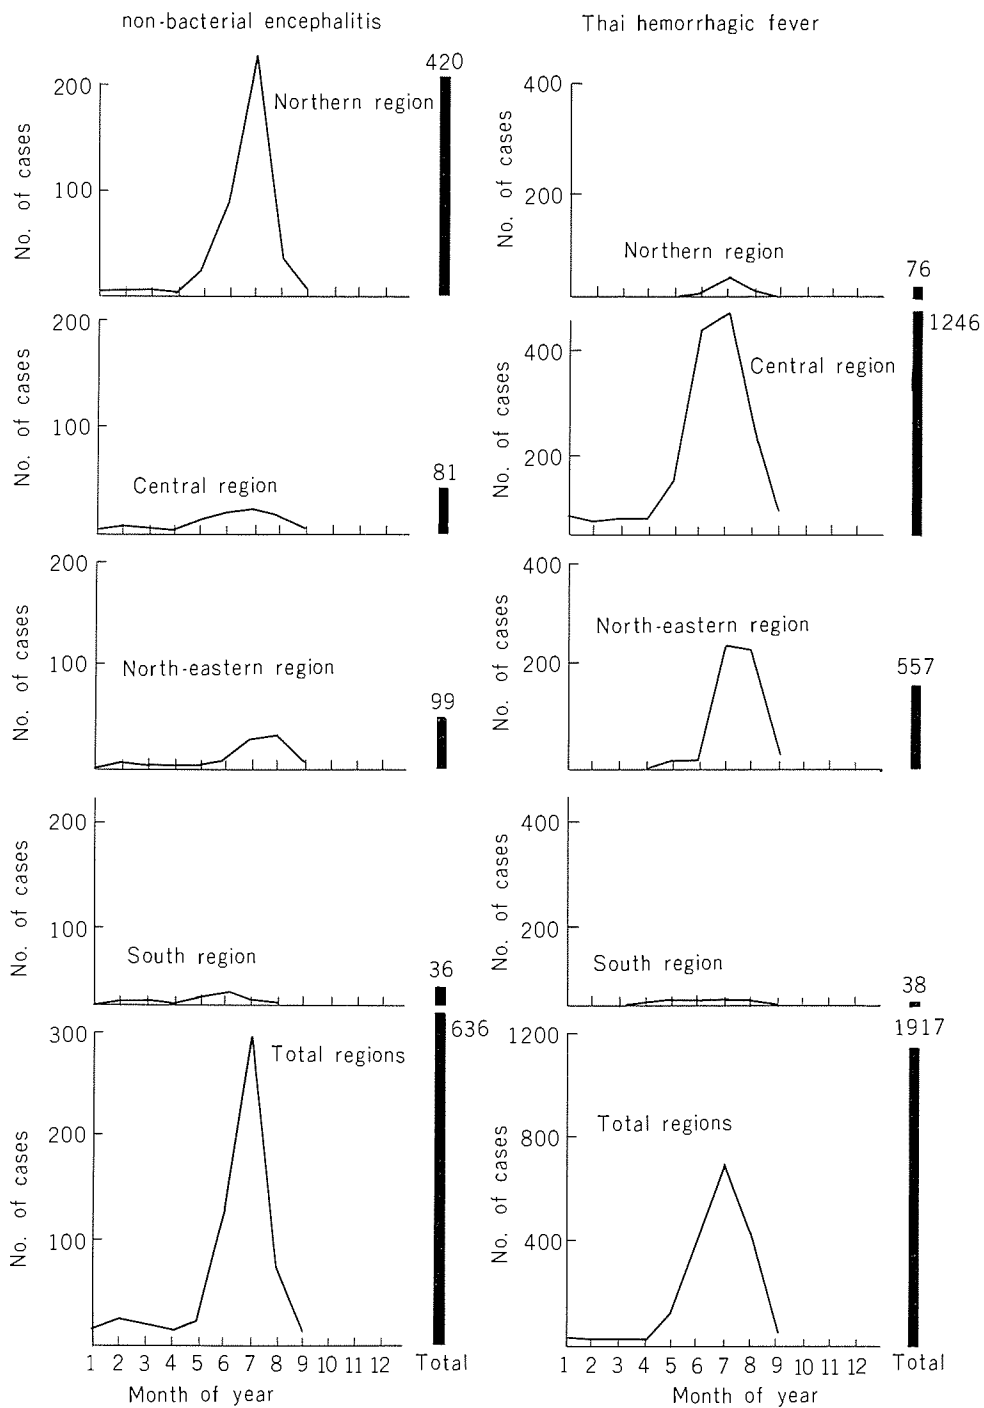 non-bacterial encephalitis
Thai hemorrhagic fever
No. of cases
200
100
Northern region
420
No. of cases
400
200
Northern region
76
No. of cases
200
100
Central region
81
No. of cases
400
200
Central region
1246
No. of cases
200
100
North-eastern region
99
No. of cases
400
200
North-eastern region
557
No. of cases
200
100
South region
36
No. of cases
400
200
South region
38
No. of cases
300
200
100
Total regions
636
1 2 3 4 5 6 7 8 9 10 11 12 Total
Month of year
No. of cases
1200
800
400
Total regions
1917
1 2 3 4 5 6 7 8 9 10 11 12 Total
Month of year